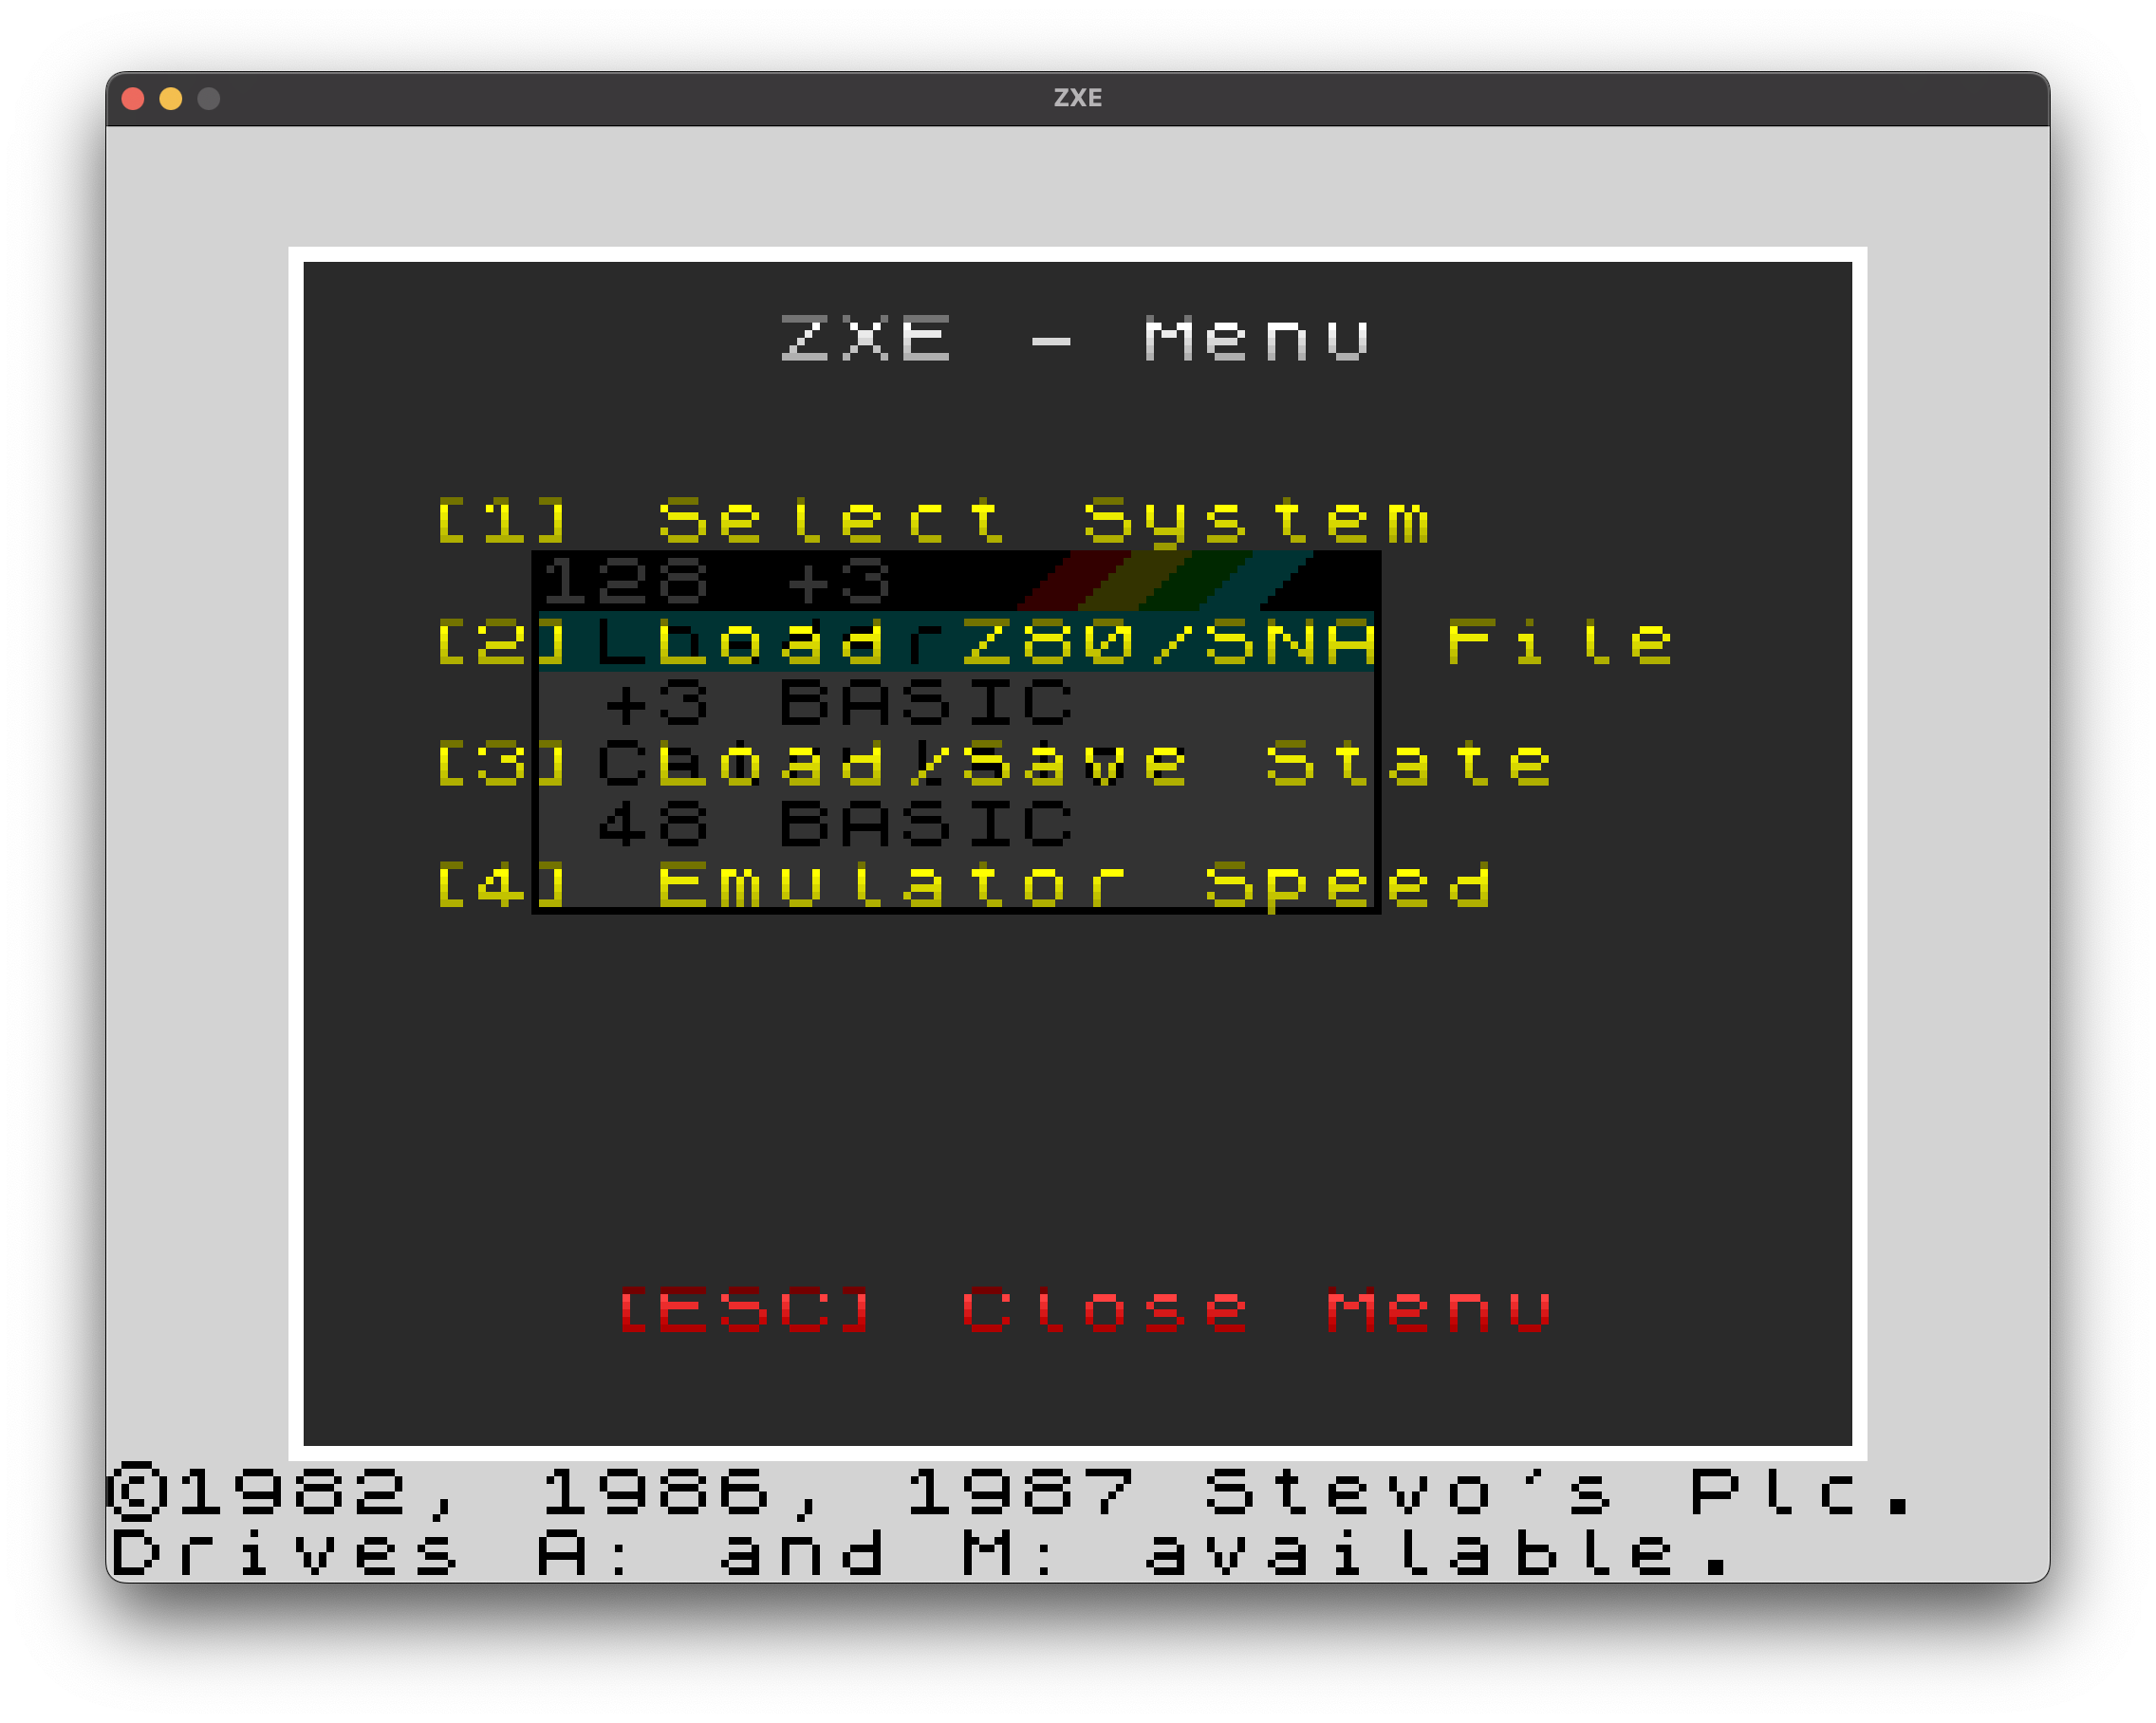 ZXE
ZXE - Menu
[1] Select System
128 +3
[2] Load Z80/SNA File
+3 BASIC
[3] Load/Save State
48 BASIC
[4] Emulator Speed
[ESC] Close Menu
©1982, 1986, 1987 Stevo's Plc.
Drives A: and M: available.